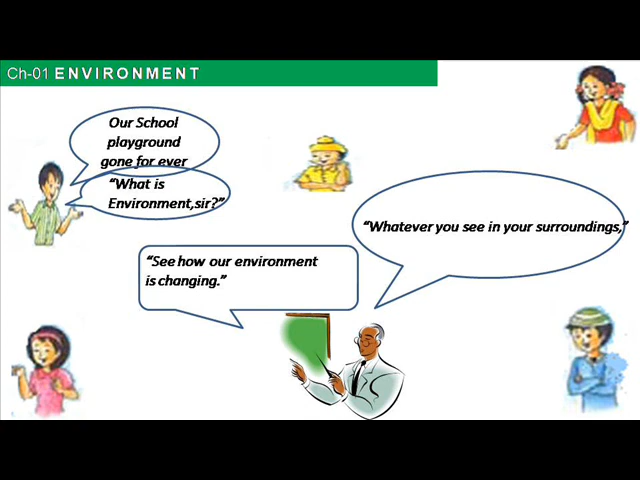 Ch-01 ENVIRONMENT
Our School
playground
gone for ever
“What is
Environment,sir?”
“Whatever you see in your surroundings,”
“See how our environment
is changing.”